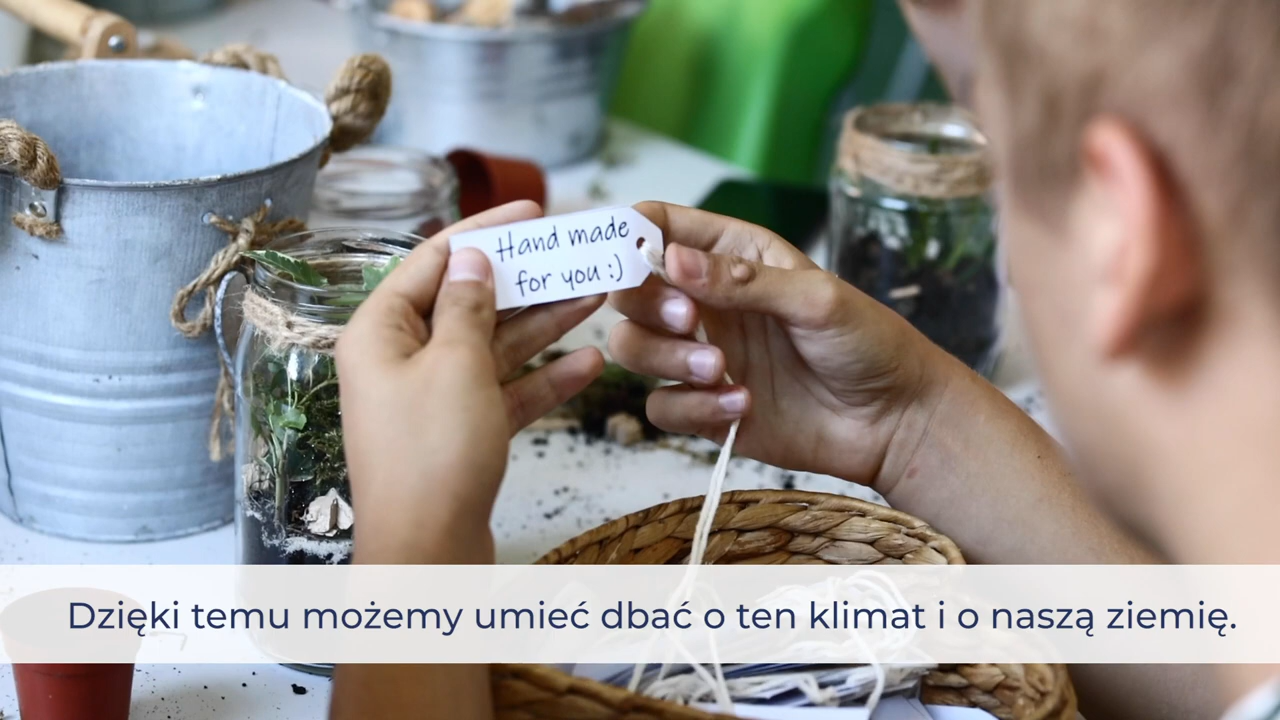 Hand made
for you :)
Dzięki temu możemy umieć dbać o ten klimat i o naszą ziemię.